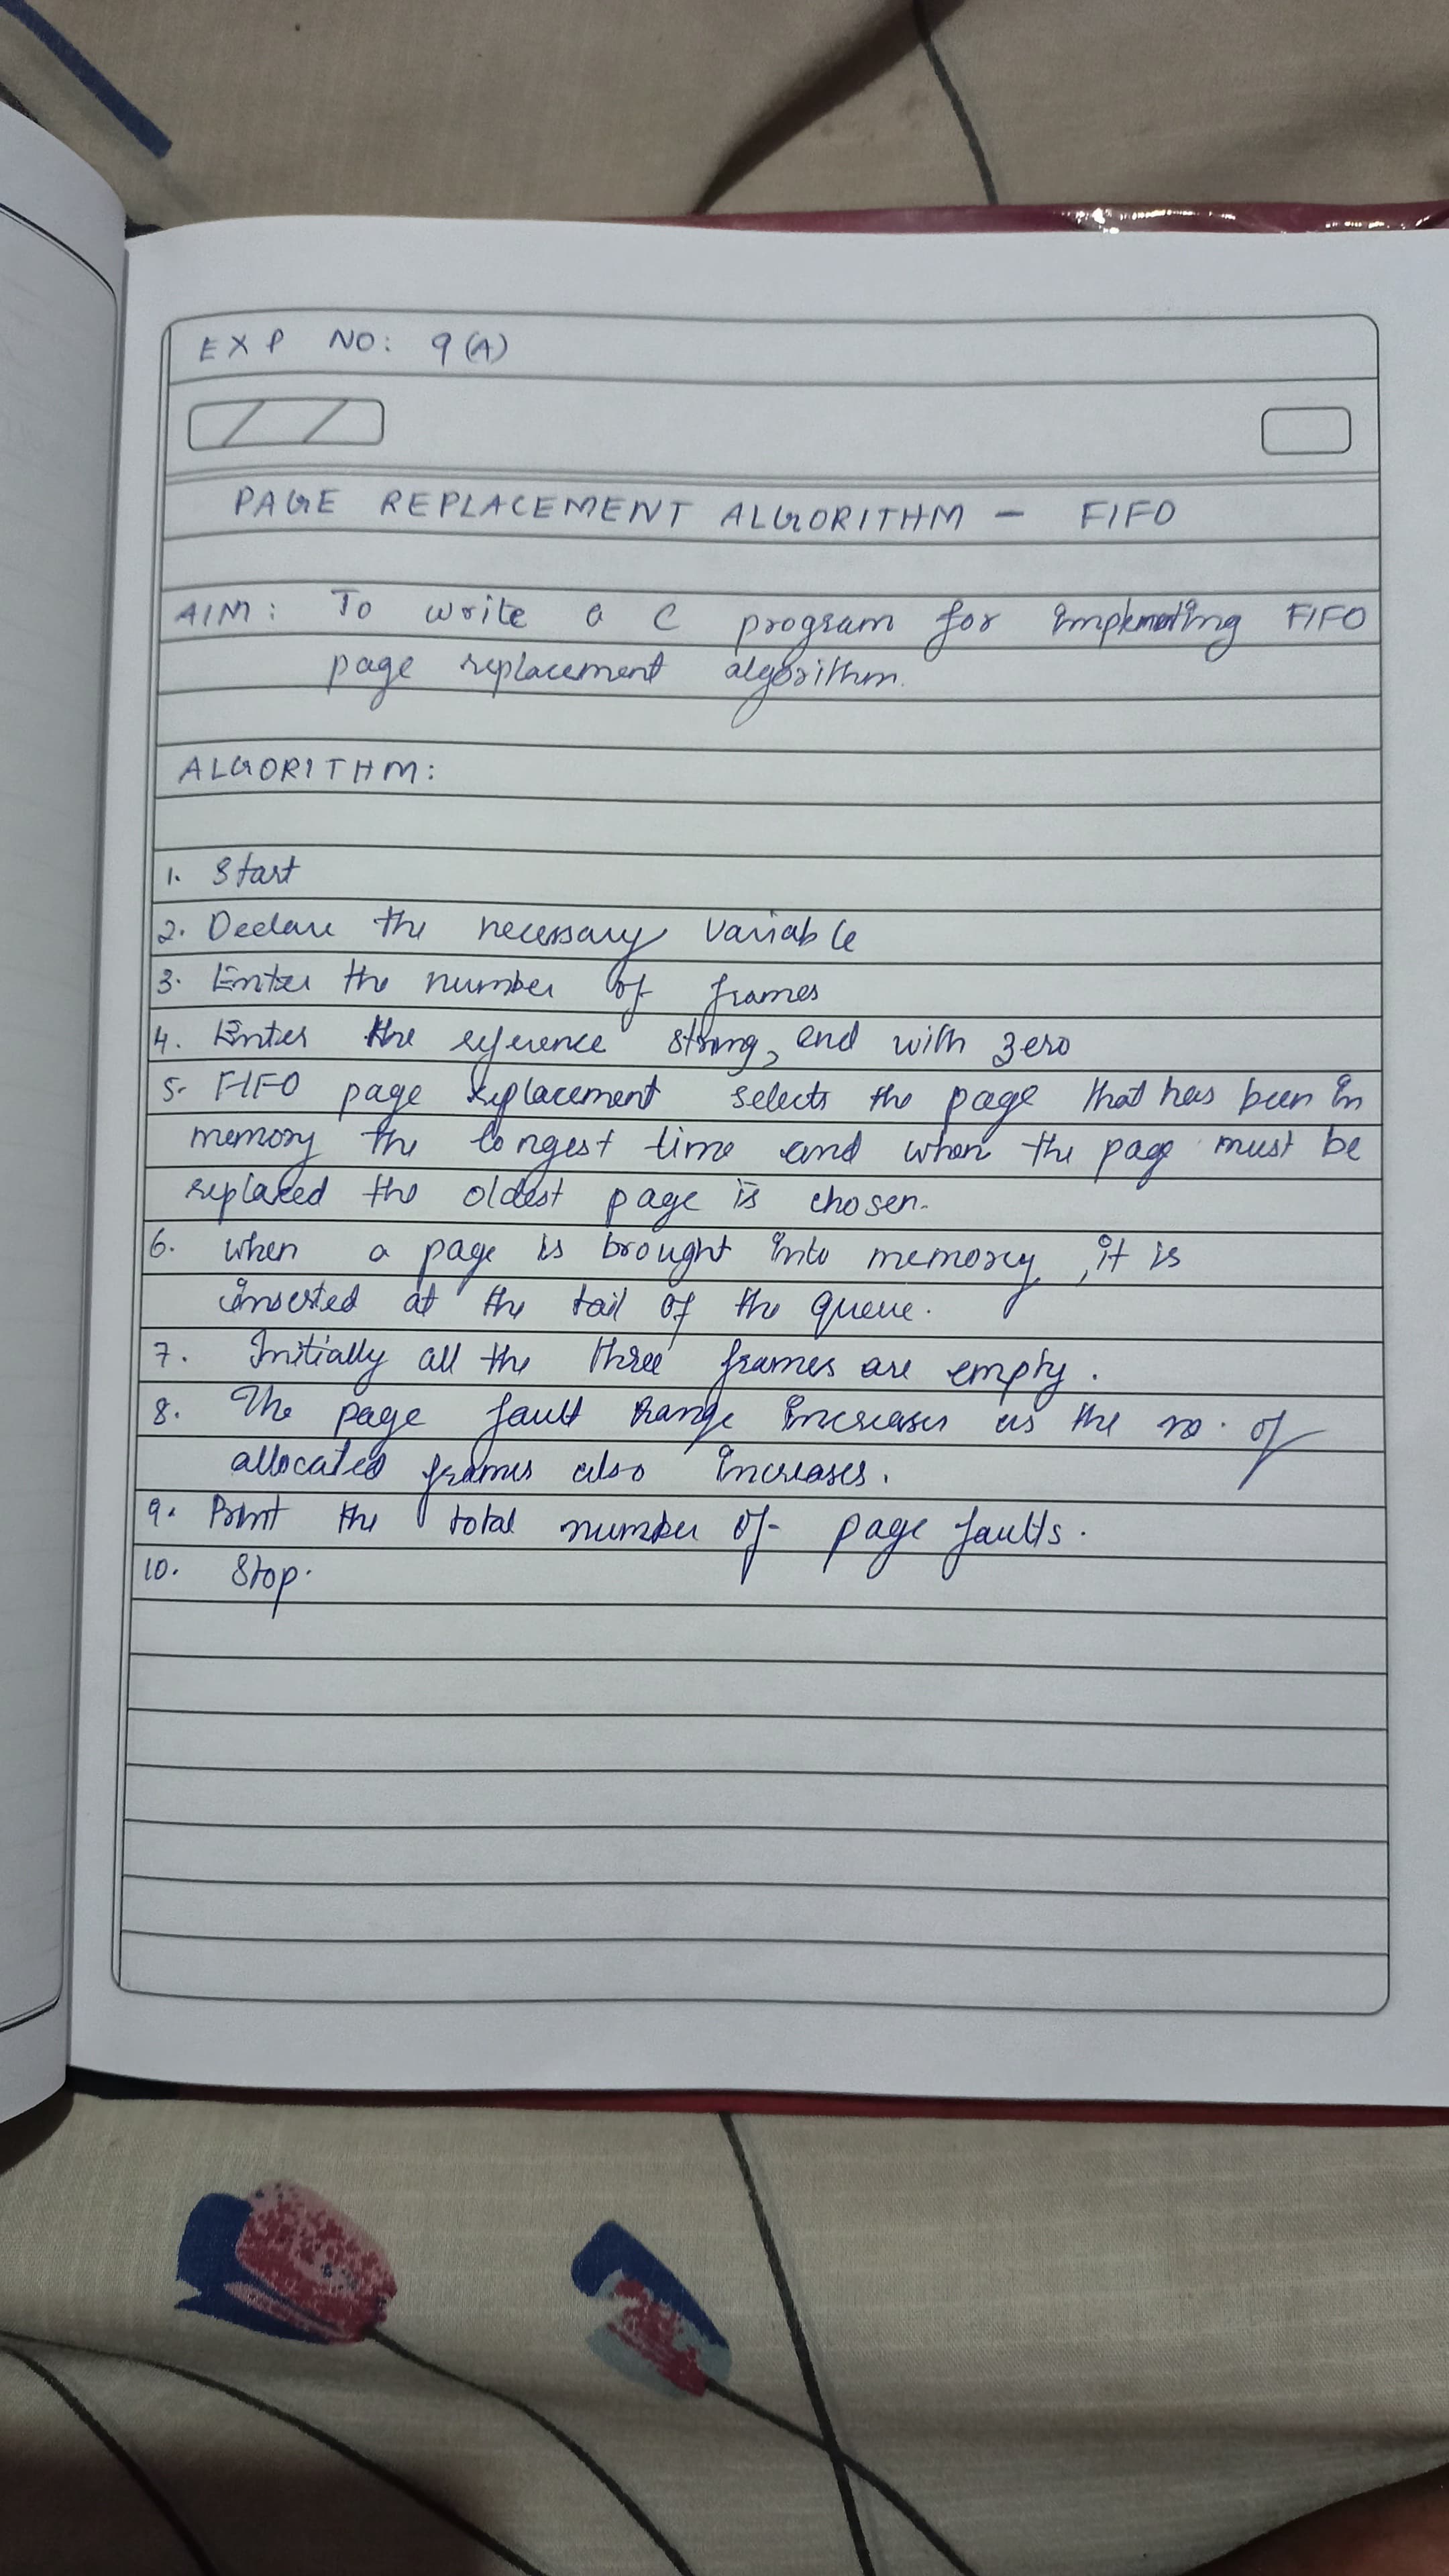 EXP NO: 9(A)
PAGE REPLACEMENT ALGORITHM - FIFO
AIM: To write a C program for implementing FIFO
page replacement algorithm.
ALGORITHM:
1. Start
2. Declare the necessary variable
3. Enter the number of frames
4. Enter the reference string, end with zero
5. FIFO page replacement selects the page that has been in
memory the longest time and when the page must be
replaced the oldest page is chosen.
6. When a page is brought into memory, it is
inserted at the tail of the queue.
7. Initially all the three frames are empty.
8. The page fault range increases as the no. of
allocated frames also increases.
9. Print the total number of page faults.
10. Stop.